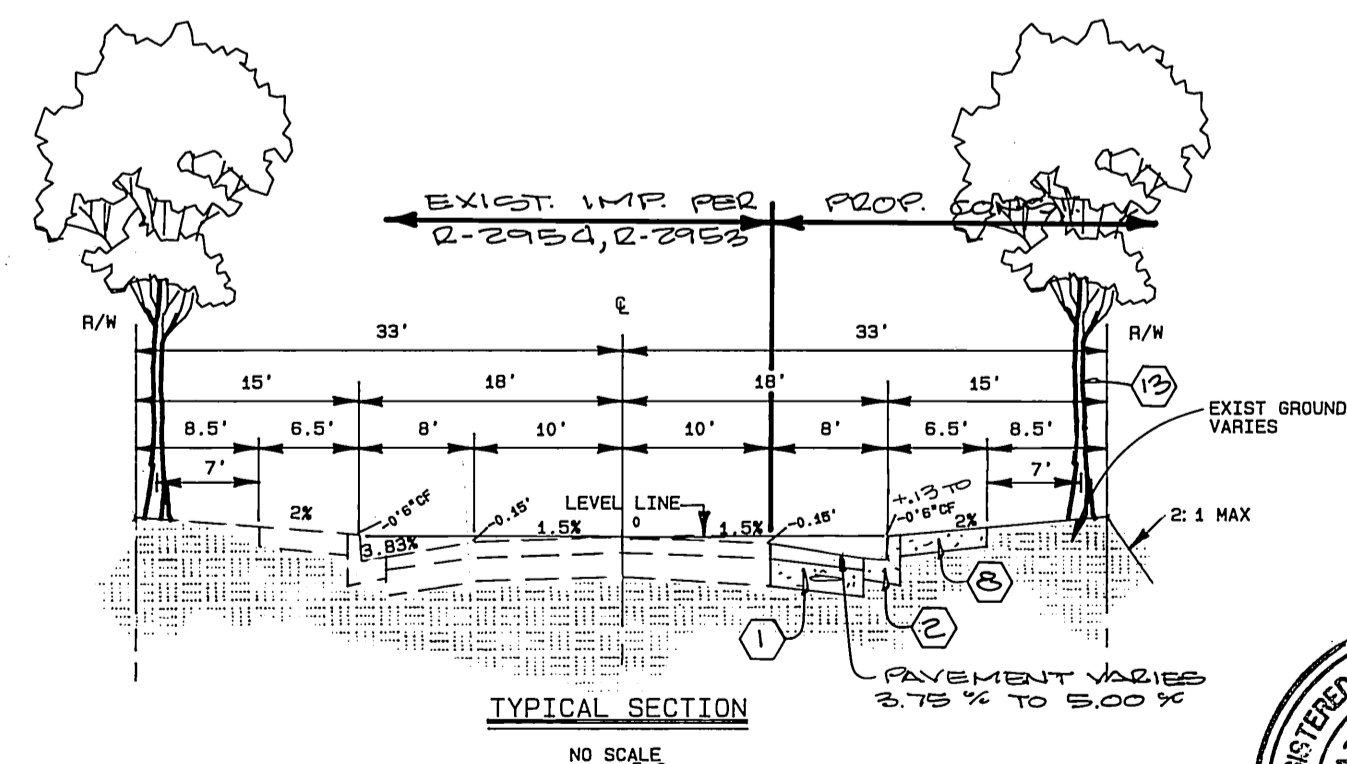 EXIST. IMP. PER
R-2954, R-2953
PROP. CONST.
℄
R/W
33'
33'
R/W
15'
18'
18'
15'
13
8.5'
6.5'
8'
10'
10'
8'
6.5'
8.5'
EXIST GROUND
VARIES
7'
7'
2%
-0'6"CF
3.83%
-0.15'
1.5%
LEVEL LINE
0
1.5%
-0.15'
+.13 TO
-0'6"CF
2%
2:1 MAX
8
1
2
PAVEMENT VARIES
3.75 % TO 5.00 %
TYPICAL SECTION
NO SCALE